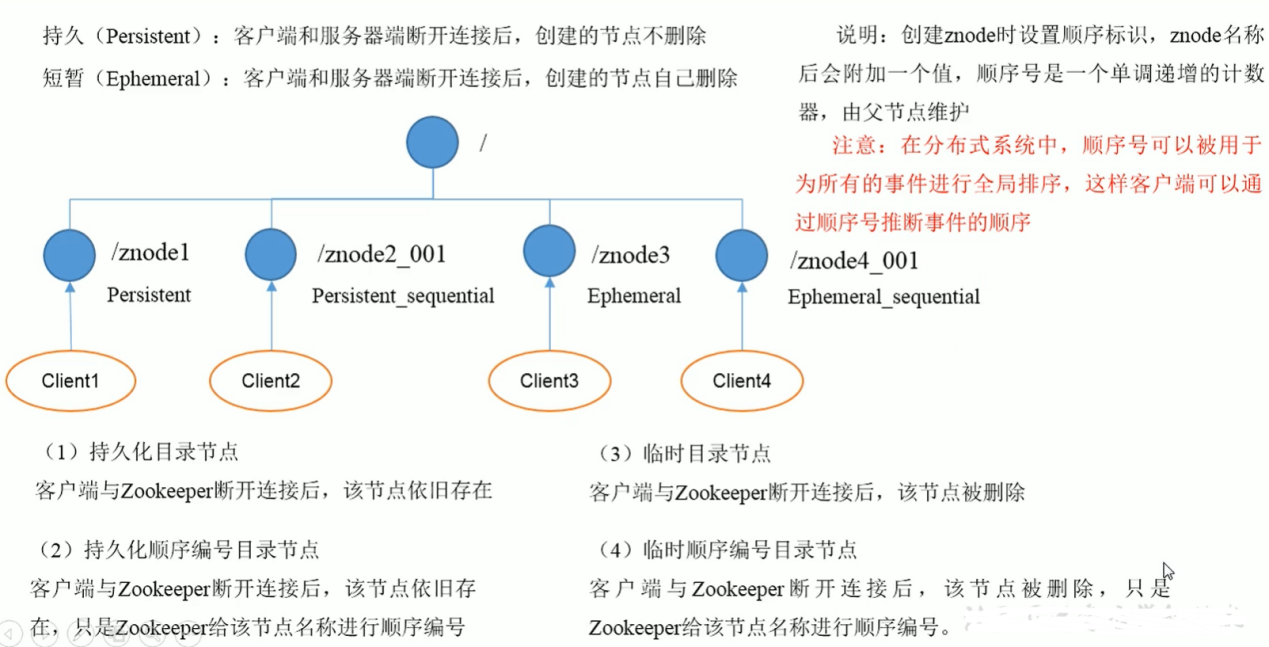 持久（Persistent）：客户端和服务器端断开连接后，创建的节点不删除
短暂（Ephemeral）：客户端和服务器端断开连接后，创建的节点自己删除
说明：创建znode时设置顺序标识，znode名称
后会附加一个值，顺序号是一个单调递增的计数
器，由父节点维护
注意：在分布式系统中，顺序号可以被用于
为所有的事件进行全局排序，这样客户端可以通
过顺序号推断事件的顺序
/
/znode1
Persistent
/znode2_001
Persistent_sequential
/znode3
Ephemeral
/znode4_001
Ephemeral_sequential
Client1
Client2
Client3
Client4
（1）持久化目录节点
客户端与Zookeeper断开连接后，该节点依旧存在
（2）持久化顺序编号目录节点
客户端与Zookeeper断开连接后，该节点依旧存
在，只是Zookeeper给该节点名称进行顺序编号
（3）临时目录节点
客户端与Zookeeper断开连接后，该节点被删除
（4）临时顺序编号目录节点
客户端与Zookeeper断开连接后，该节点被删除，只是
Zookeeper给该节点名称进行顺序编号。